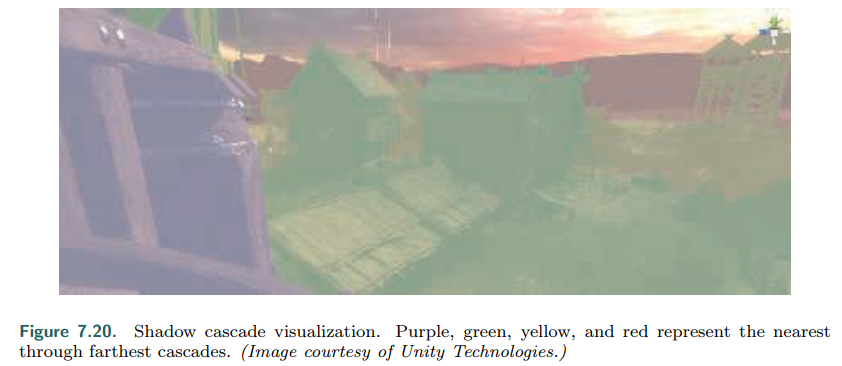 Figure 7.20. Shadow cascade visualization. Purple, green, yellow, and red represent the nearest
through farthest cascades. (Image courtesy of Unity Technologies.)